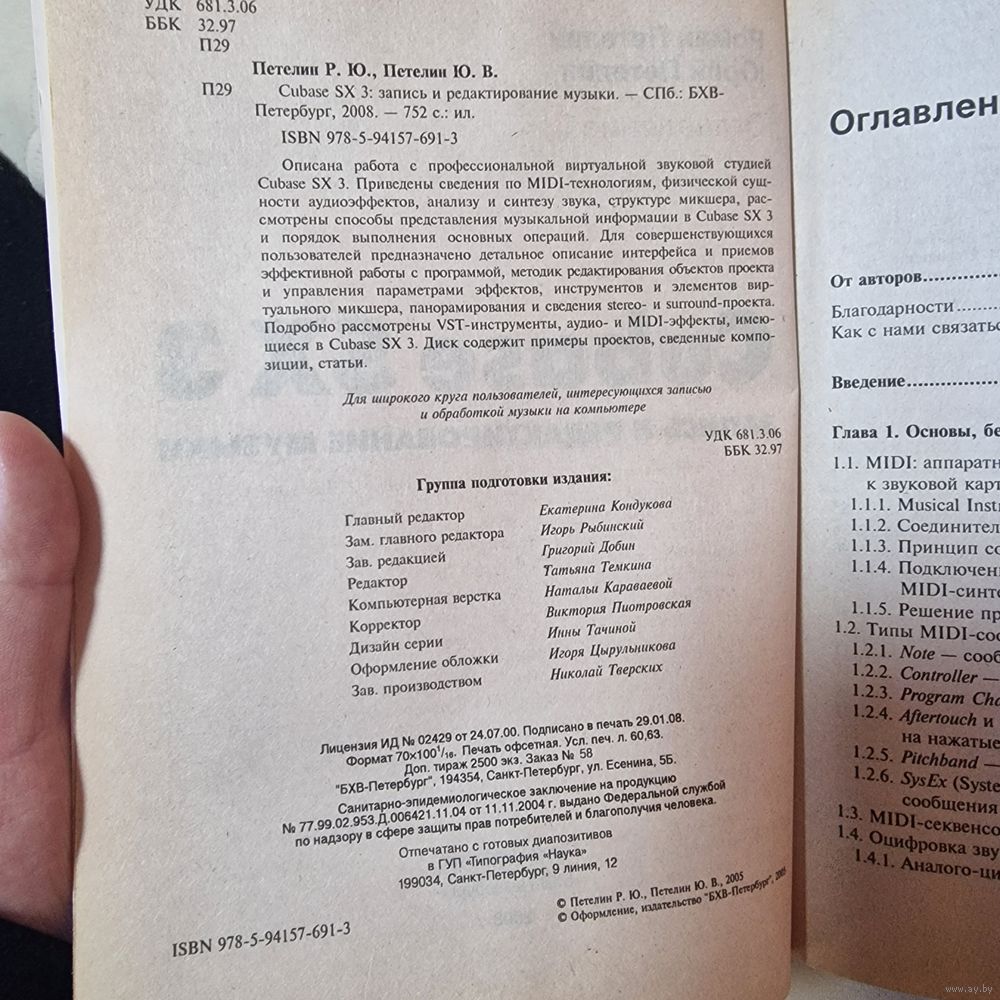 УДК 681.3.06
ББК 32.97
П29
Петелин Р. Ю., Петелин Ю. В.
П29 Cubase SX 3: запись и редактирование музыки. — СПб.: БХВ-
Петербург, 2008. — 752 с.: ил.
ISBN 978-5-94157-691-3
Описана работа с профессиональной виртуальной звуковой студией
Cubase SX 3. Приведены сведения по MIDI-технологиям, физической сущ-
ности аудиоэффектов, анализу и синтезу звука, структуре микшера, рас-
смотрены способы представления музыкальной информации в Cubase SX 3
и порядок выполнения основных операций. Для совершенствующихся
пользователей предназначено детальное описание интерфейса и приемов
эффективной работы с программой, методик редактирования объектов проекта
и управления параметрами эффектов, инструментов и элементов вир-
туального микшера, панорамирования и сведения stereo- и surround-проекта.
Подробно рассмотрены VST-инструменты, аудио- и MIDI-эффекты, имею-
щиеся в Cubase SX 3. Диск содержит примеры проектов, сведенные компо-
зиции, статьи.
Для широкого круга пользователей, интересующихся записью
и обработкой музыки на компьютере
УДК 681.3.06
ББК 32.97
Группа подготовки издания:
Главный редактор Екатерина Кондукова
Зам. главного редактора Игорь Рыбинский
Зав. редакцией Григорий Добин
Редактор Татьяна Темкина
Компьютерная верстка Натальи Караваевой
Корректор Виктория Пиотровская
Дизайн серии Инны Тачиной
Оформление обложки Игоря Цырульникова
Зав. производством Николай Тверских
Лицензия ИД № 02429 от 24.07.00. Подписано в печать 29.01.08.
Формат 70×100 1/16. Печать офсетная. Усл. печ. л. 60,63.
Доп. тираж 2500 экз. Заказ № 58
"БХВ-Петербург", 194354, Санкт-Петербург, ул. Есенина, 5Б.
Санитарно-эпидемиологическое заключение на продукцию
№ 77.99.02.953.Д.006421.11.04 от 11.11.2004 г. выдано Федеральной службой
по надзору в сфере защиты прав потребителей и благополучия человека.
Отпечатано с готовых диапозитивов
в ГУП «Типография «Наука»
199034, Санкт-Петербург, 9 линия, 12
© Петелин Р. Ю., Петелин Ю. В., 2005
© Оформление, издательство "БХВ-Петербург", 2005
ISBN 978-5-94157-691-3
Оглавлен
От авторов
Благодарности
Как с нами связатьс
Введение
Глава 1. Основы, бе
1.1. MIDI: аппаратн
к звуковой карт
1.1.1. Musical Instr
1.1.2. Соединител
1.1.3. Принцип со
1.1.4. Подключени
MIDI-синте
1.1.5. Решение пр
1.2. Типы MIDI-соо
1.2.1. Note — сооб
1.2.2. Controller —
1.2.3. Program Cha
1.2.4. Aftertouch и
на нажатые
1.2.5. Pitchband —
1.2.6. SysEx (Syste
сообщения
1.3. MIDI-секвенсо
1.4. Оцифровка зву
1.4.1. Аналого-ци
www.ay.by